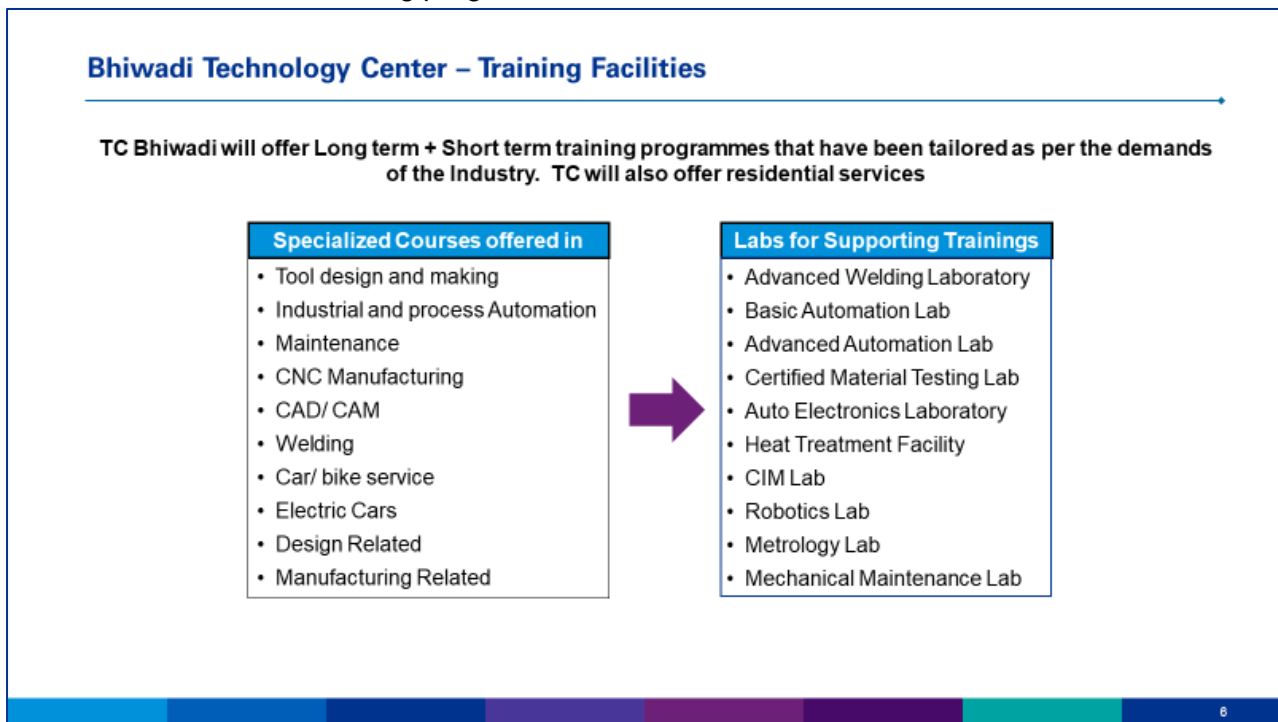 Bhiwadi Technology Center – Training Facilities
TC Bhiwadi will offer Long term + Short term training programmes that have been tailored as per the demands
of the Industry. TC will also offer residential services
Specialized Courses offered in
• Tool design and making
• Industrial and process Automation
• Maintenance
• CNC Manufacturing
• CAD/ CAM
• Welding
• Car/ bike service
• Electric Cars
• Design Related
• Manufacturing Related
Labs for Supporting Trainings
• Advanced Welding Laboratory
• Basic Automation Lab
• Advanced Automation Lab
• Certified Material Testing Lab
• Auto Electronics Laboratory
• Heat Treatment Facility
• CIM Lab
• Robotics Lab
• Metrology Lab
• Mechanical Maintenance Lab
6